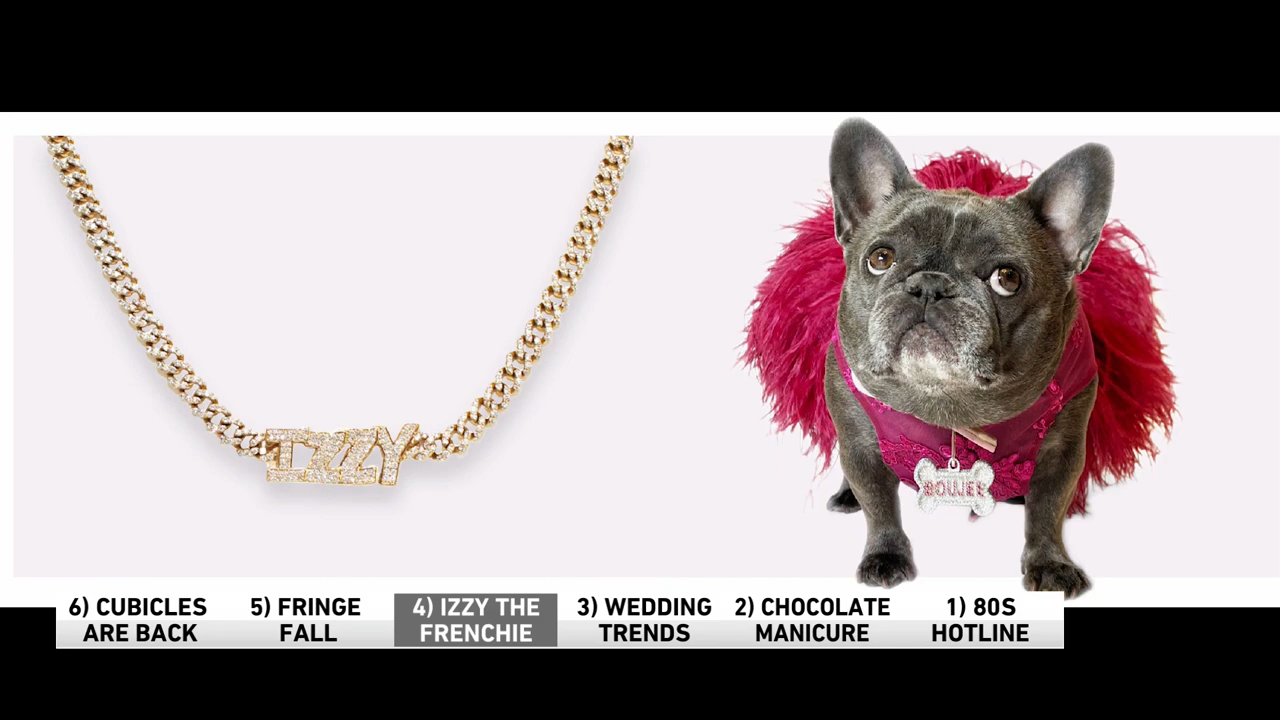 IZZY
BOUJEE
6) CUBICLES
ARE BACK
5) FRINGE
FALL
4) IZZY THE
FRENCHIE
3) WEDDING
TRENDS
2) CHOCOLATE
MANICURE
1) 80S
HOTLINE